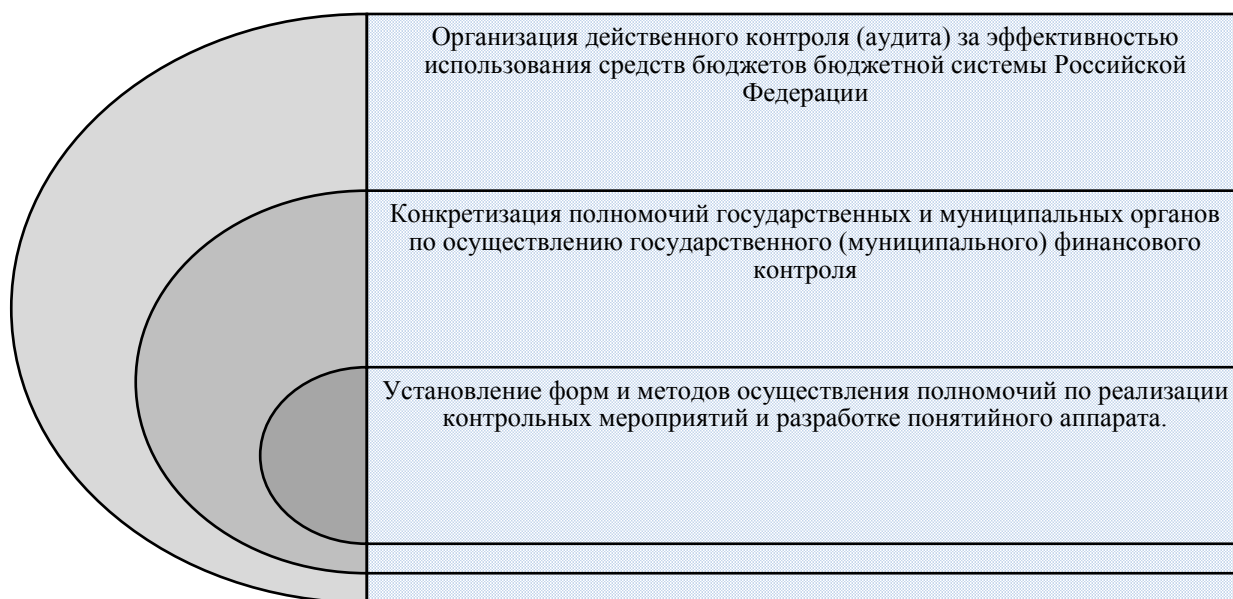 Организация действенного контроля (аудита) за эффективностью
использования средств бюджетов бюджетной системы Российской
Федерации
Конкретизация полномочий государственных и муниципальных органов
по осуществлению государственного (муниципального) финансового
контроля
Установление форм и методов осуществления полномочий по реализации
контрольных мероприятий и разработке понятийного аппарата.